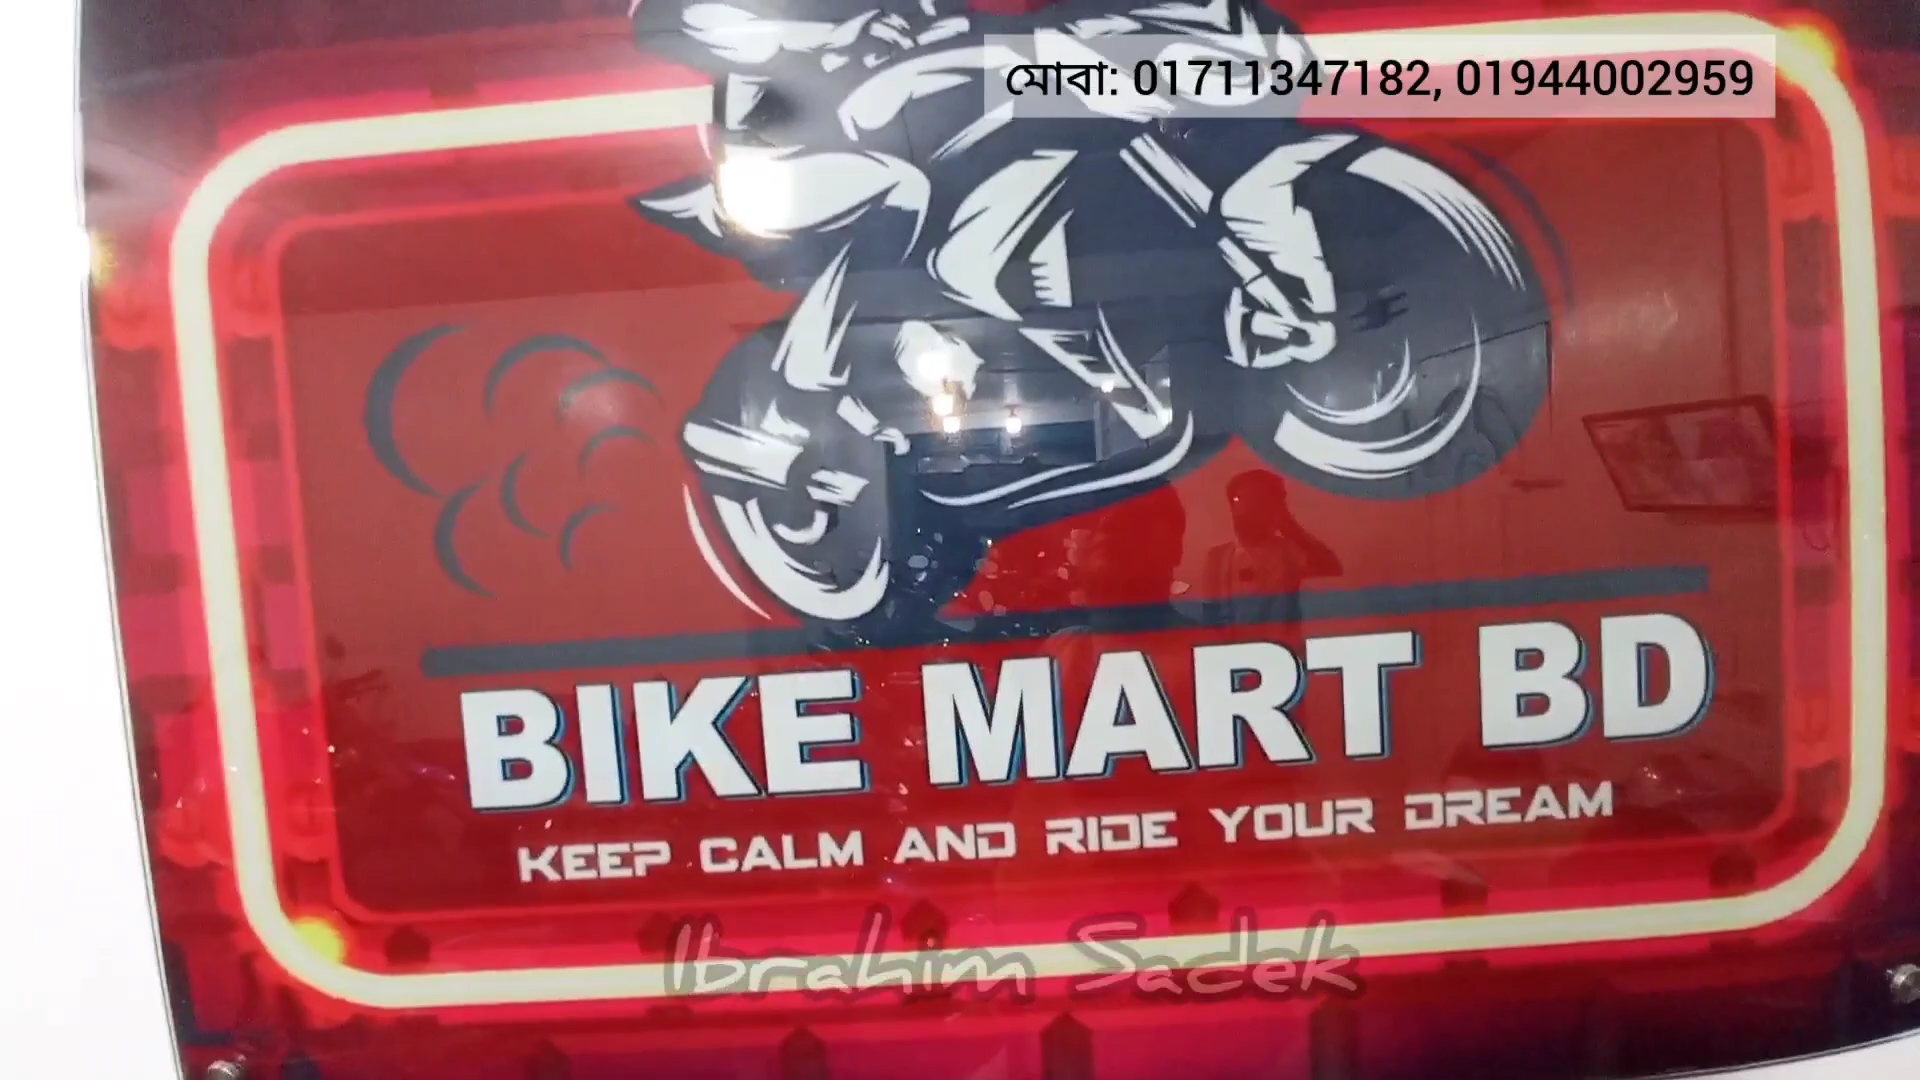 মোবা: 01711347182, 01944002959
BIKE MART BD
KEEP CALM AND RIDE YOUR DREAM
Ibrahim Sadek